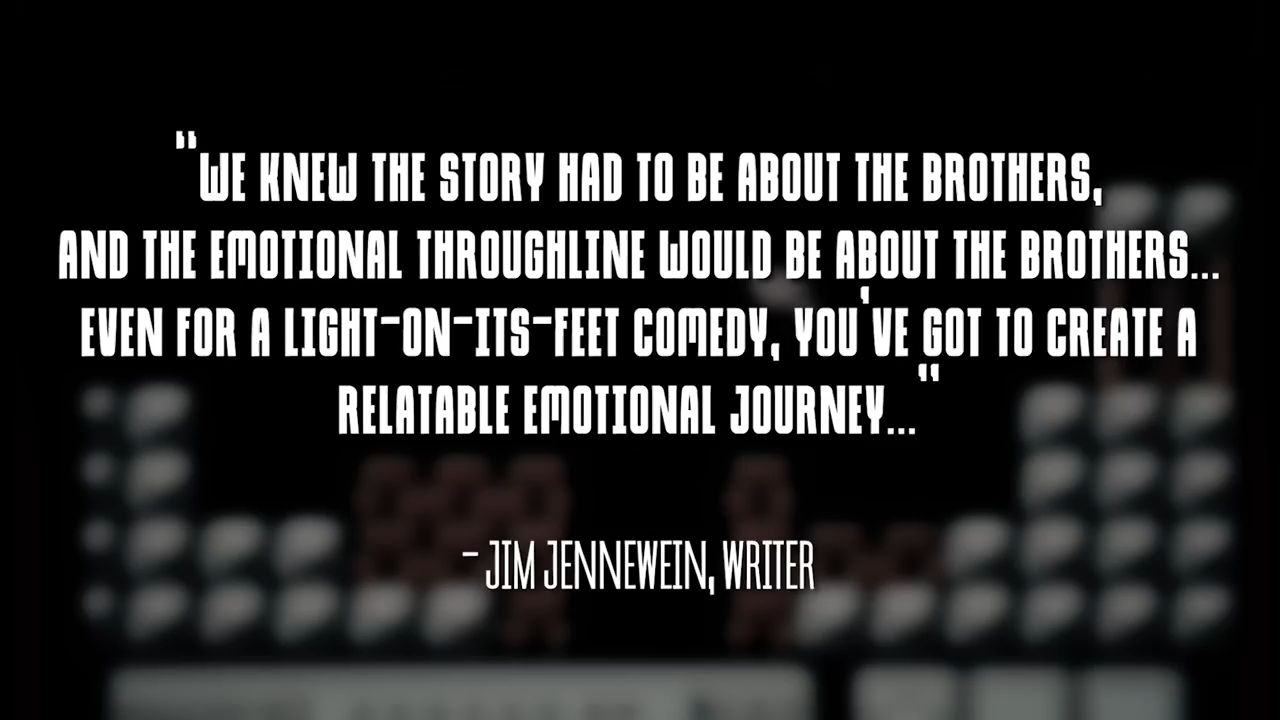 "WE KNEW THE STORY HAD TO BE ABOUT THE BROTHERS,
AND THE EMOTIONAL THROUGHLINE WOULD BE ABOUT THE BROTHERS...
EVEN FOR A LIGHT-ON-ITS-FEET COMEDY, YOU'VE GOT TO CREATE A
RELATABLE EMOTIONAL JOURNEY..."
- JIM JENNEWEIN, WRITER